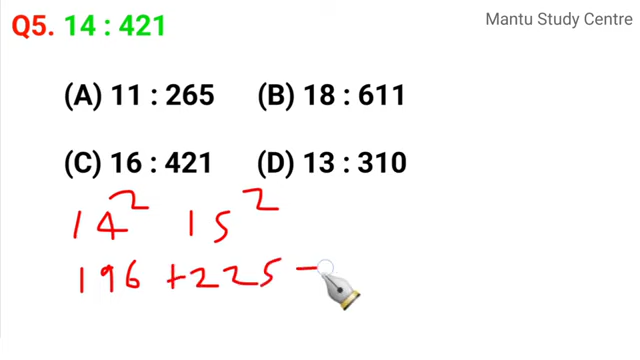 Mantu Study Centre
Q5. 14 : 421
(A) 11 : 265 (B) 18 : 611
(C) 16 : 421 (D) 13 : 310
14² 15²
196 + 225